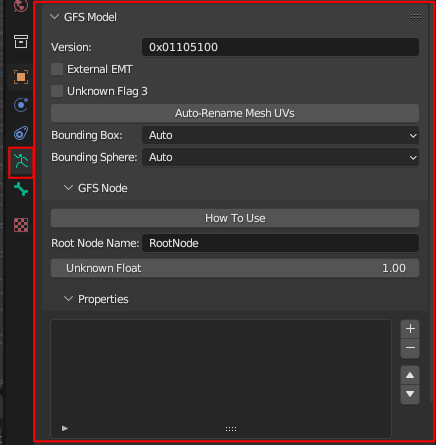 GFS Model
Version: 0x01105100
External EMT
Unknown Flag 3
Auto-Rename Mesh UVs
Bounding Box: Auto
Bounding Sphere: Auto
GFS Node
How To Use
Root Node Name: RootNode
Unknown Float 1.00
Properties